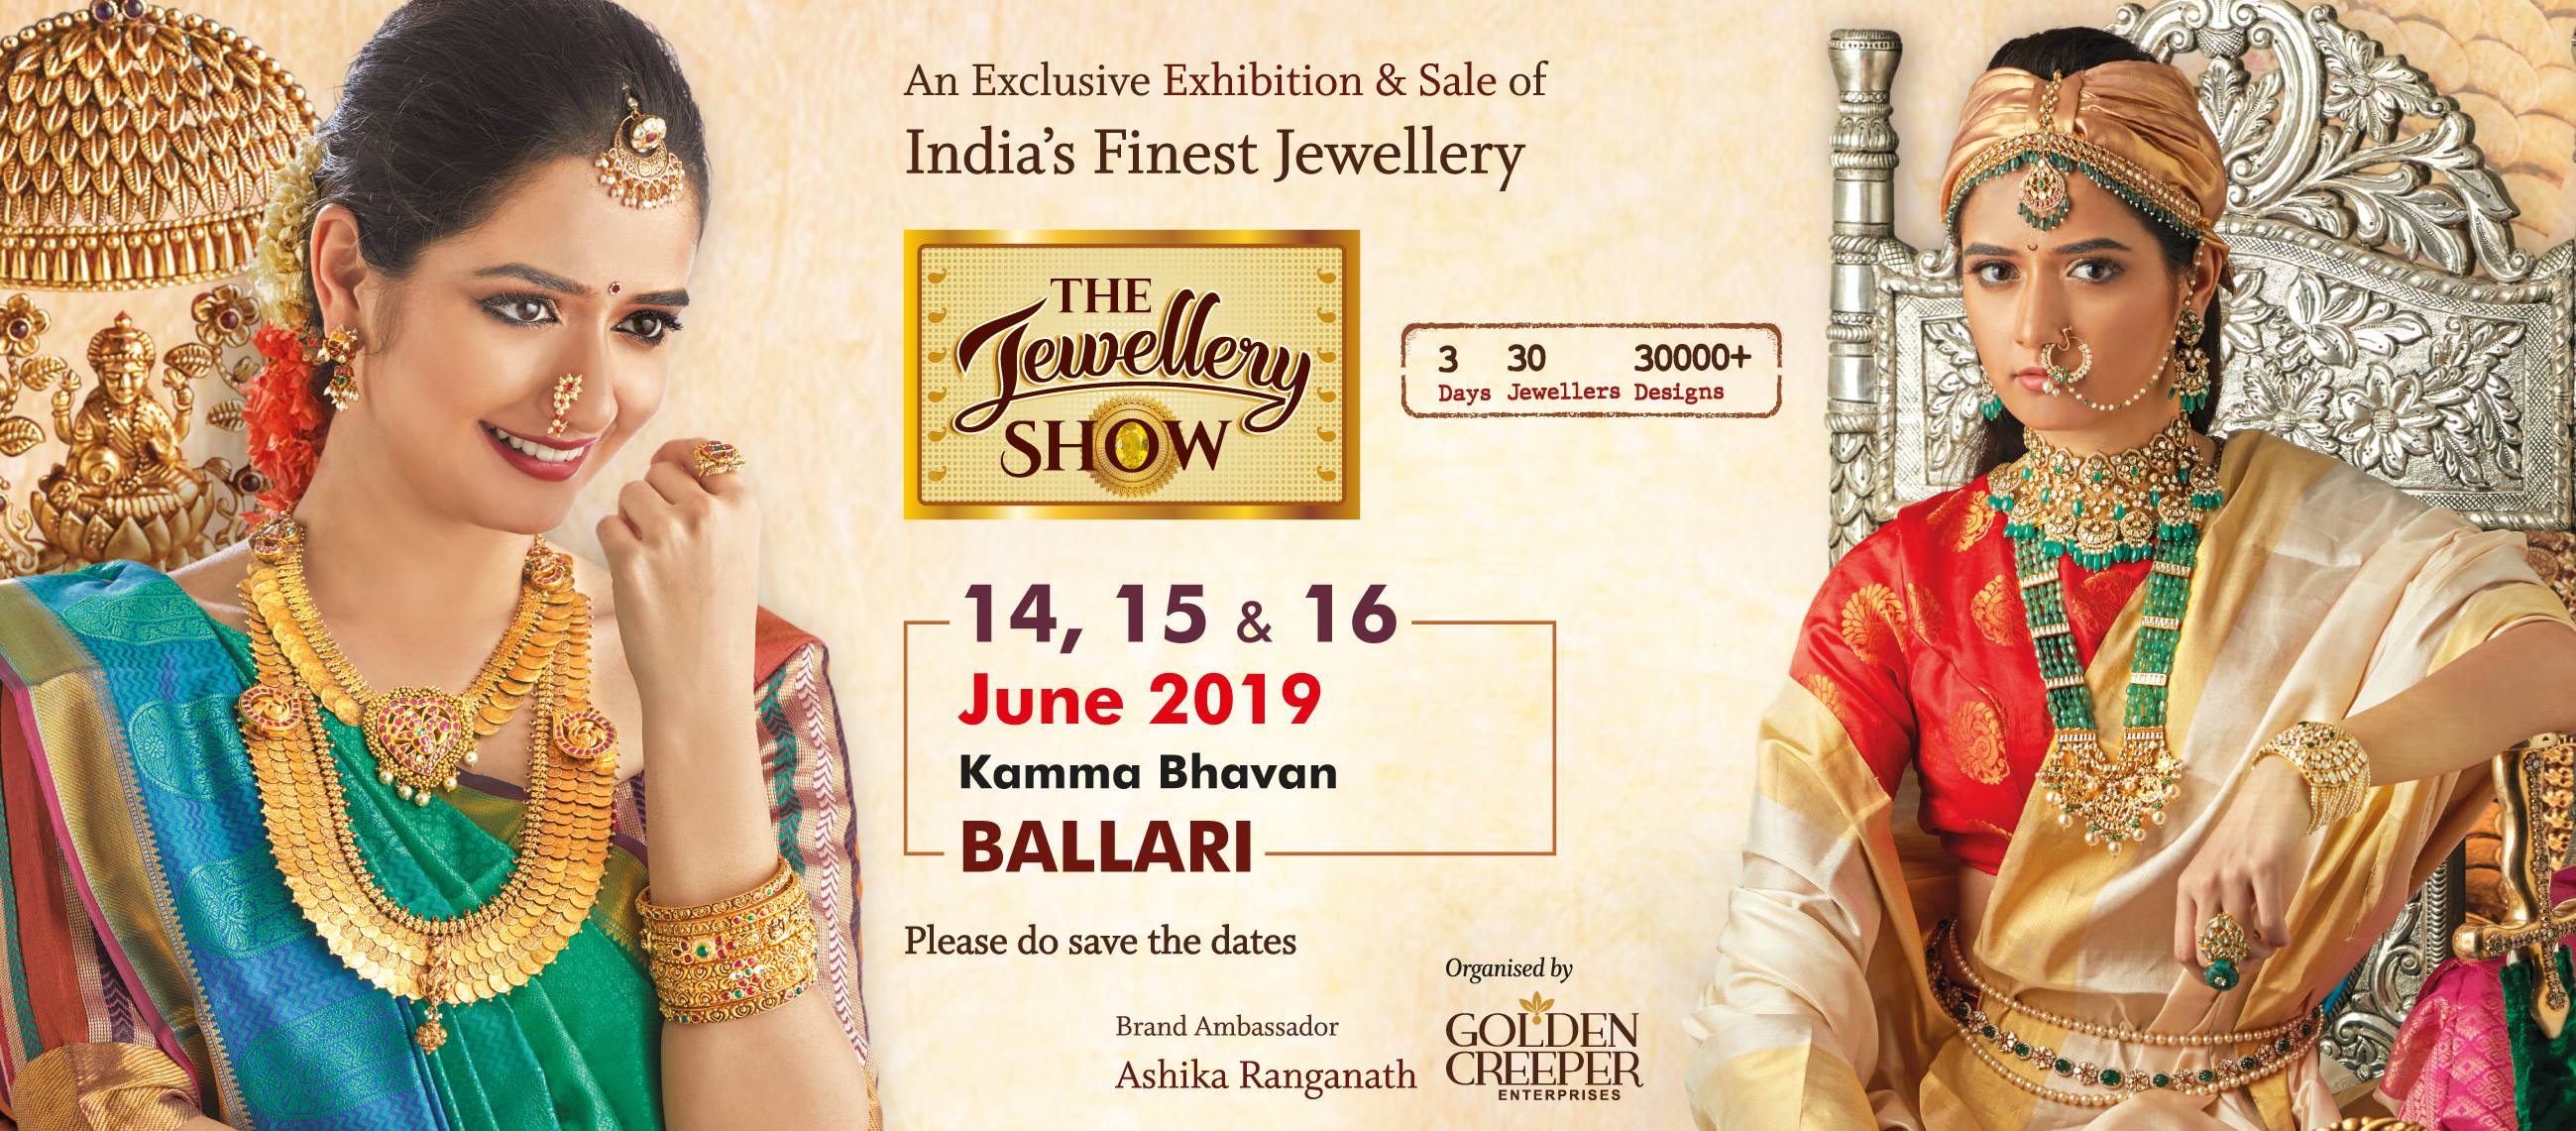 An Exclusive Exhibition & Sale of
India's Finest Jewellery
THE
Jewellery
SHOW
3 30 30000+
Days Jewellers Designs
14, 15 & 16
June 2019
Kamma Bhavan
BALLARI
Please do save the dates
Brand Ambassador
Ashika Ranganath
Organised by
GOLDEN
CREEPER
ENTERPRISES